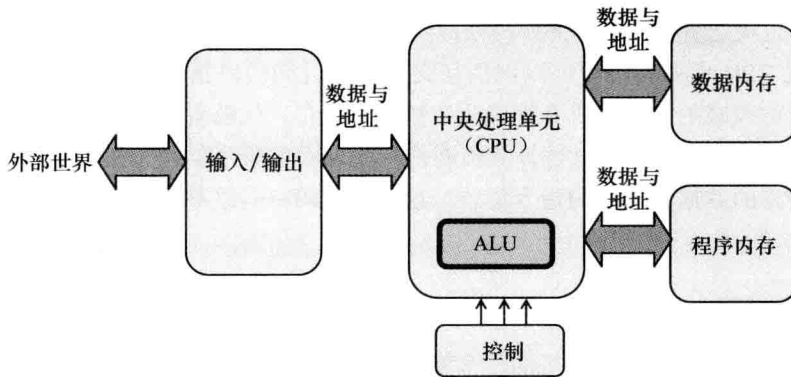 数据与
地址
数据内存
数据与
地址
中央处理单元
（CPU）
外部世界
输入/输出
数据与
地址
ALU
程序内存
控制